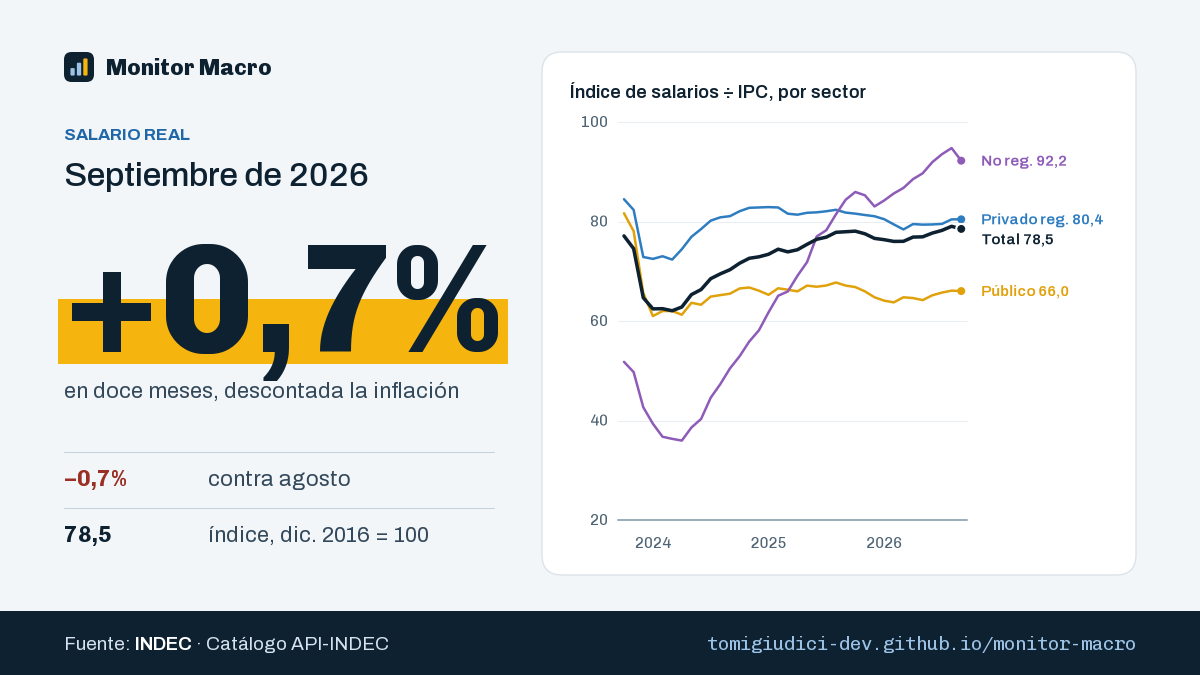 Monitor Macro
SALARIO REAL
Septiembre de 2026
+0,7%
en doce meses, descontada la inflación
−0,7% contra agosto
78,5 índice, dic. 2016 = 100
Índice de salarios ÷ IPC, por sector
100
80
60
40
20
2024 2025 2026
No reg. 92,2
Privado reg. 80,4
Total 78,5
Público 66,0
Fuente: INDEC · Catálogo API-INDEC
tomigiudici-dev.github.io/monitor-macro